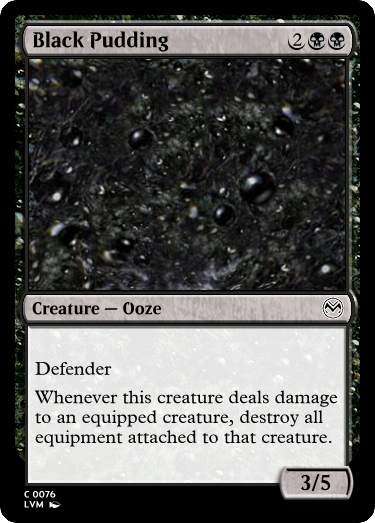 Black Pudding 2
Creature — Ooze
Defender
Whenever this creature deals damage
to an equipped creature, destroy all
equipment attached to that creature.
3/5
C 0076
LVM